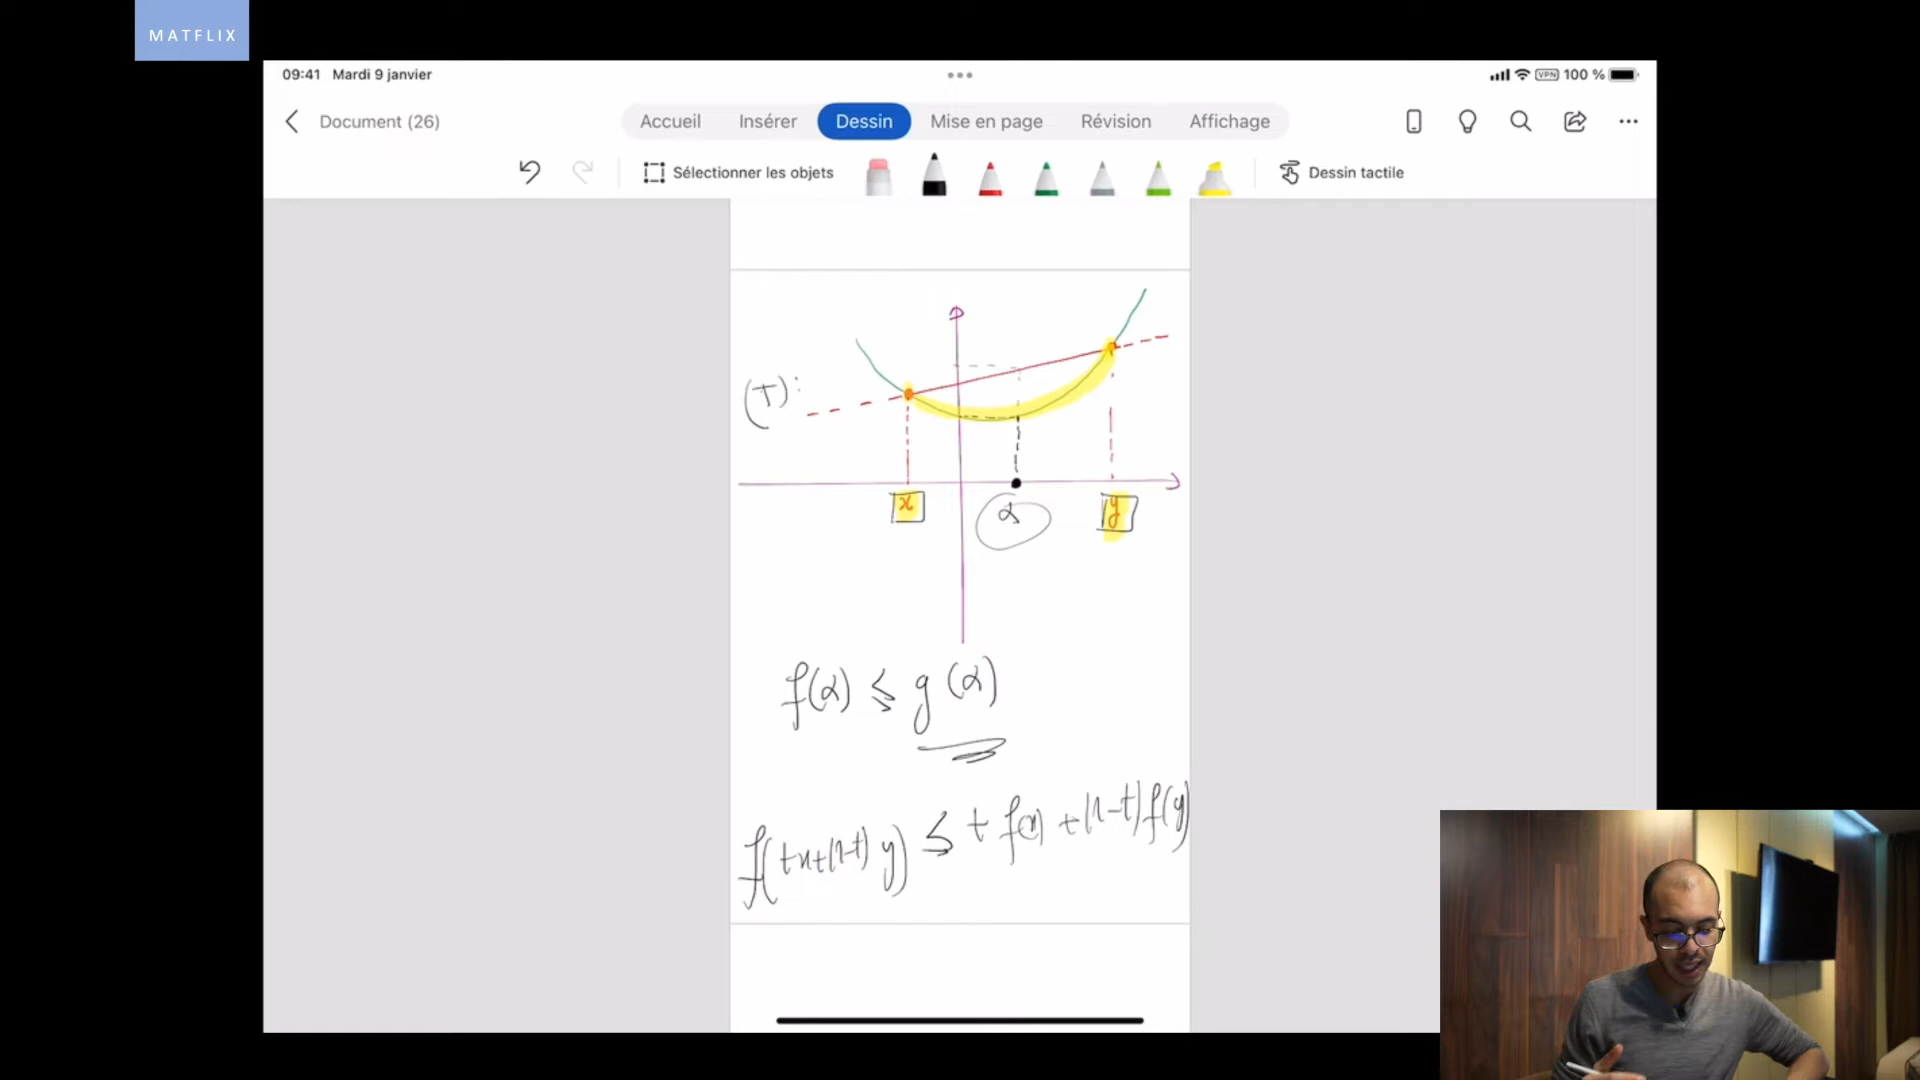 MATFLIX
09:41 Mardi 9 janvier
VPN 100 %
Document (26)
Accueil Insérer Dessin Mise en page Révision Affichage
Sélectionner les objets
Dessin tactile
(T):
x α y
f(α) ≤ g(α)
f(tx+(1-t)y) ≤ t f(x) + (1-t)f(y)